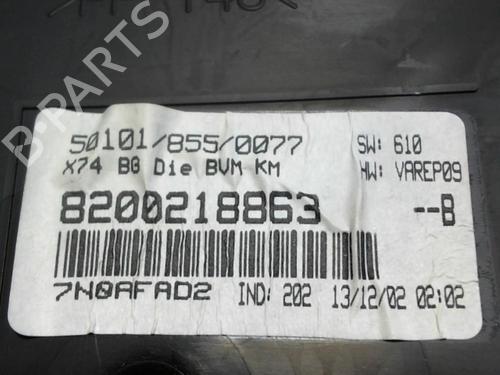 50101/855/0077
SW: 610
X74 BG Die BVM KM
HW: VAREP09
8200218863
--B
7N0AFAD2
IND: 202
13/12/02 02:02
B-PARTS